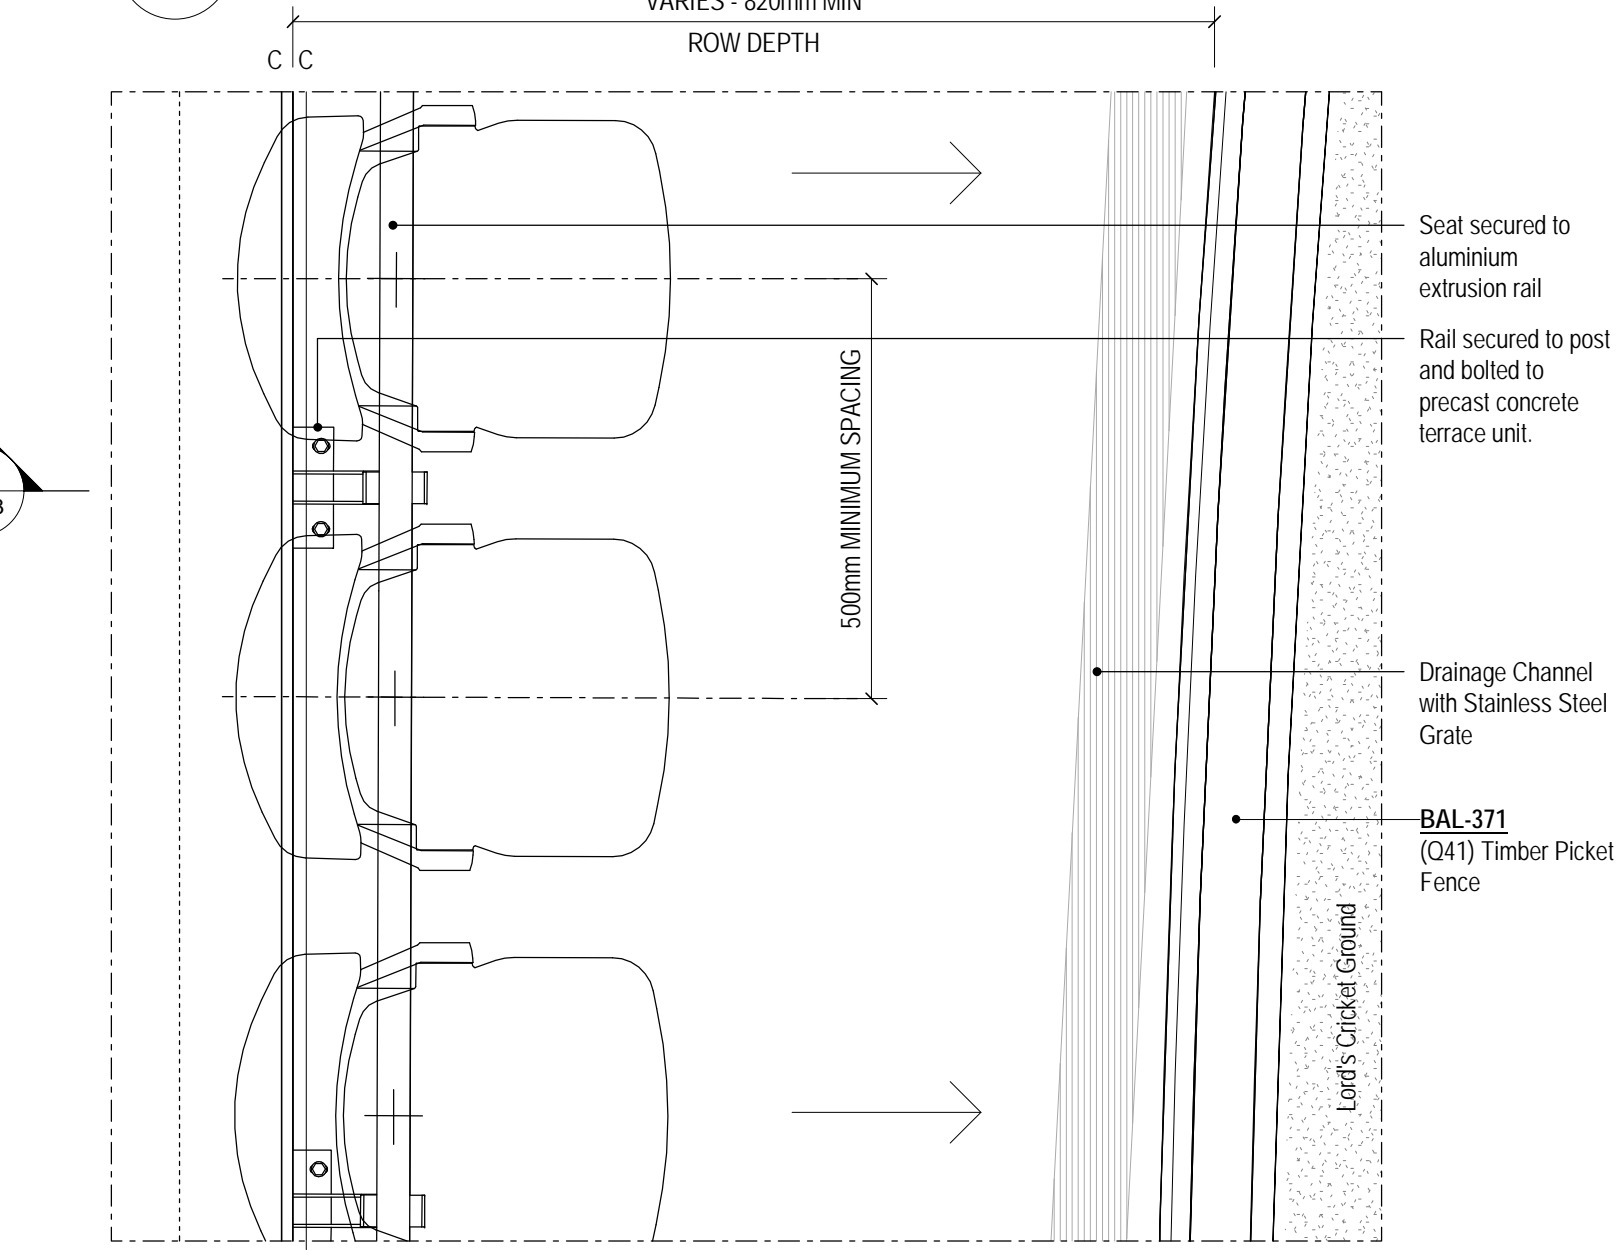 VARIES - 820mm MIN
ROW DEPTH
C C
Seat secured to
aluminium
extrusion rail
Rail secured to post
and bolted to
precast concrete
terrace unit.
500mm MINIMUM SPACING
Drainage Channel
with Stainless Steel
Grate
BAL-371
(Q41) Timber Picket
Fence
Lord's Cricket Ground